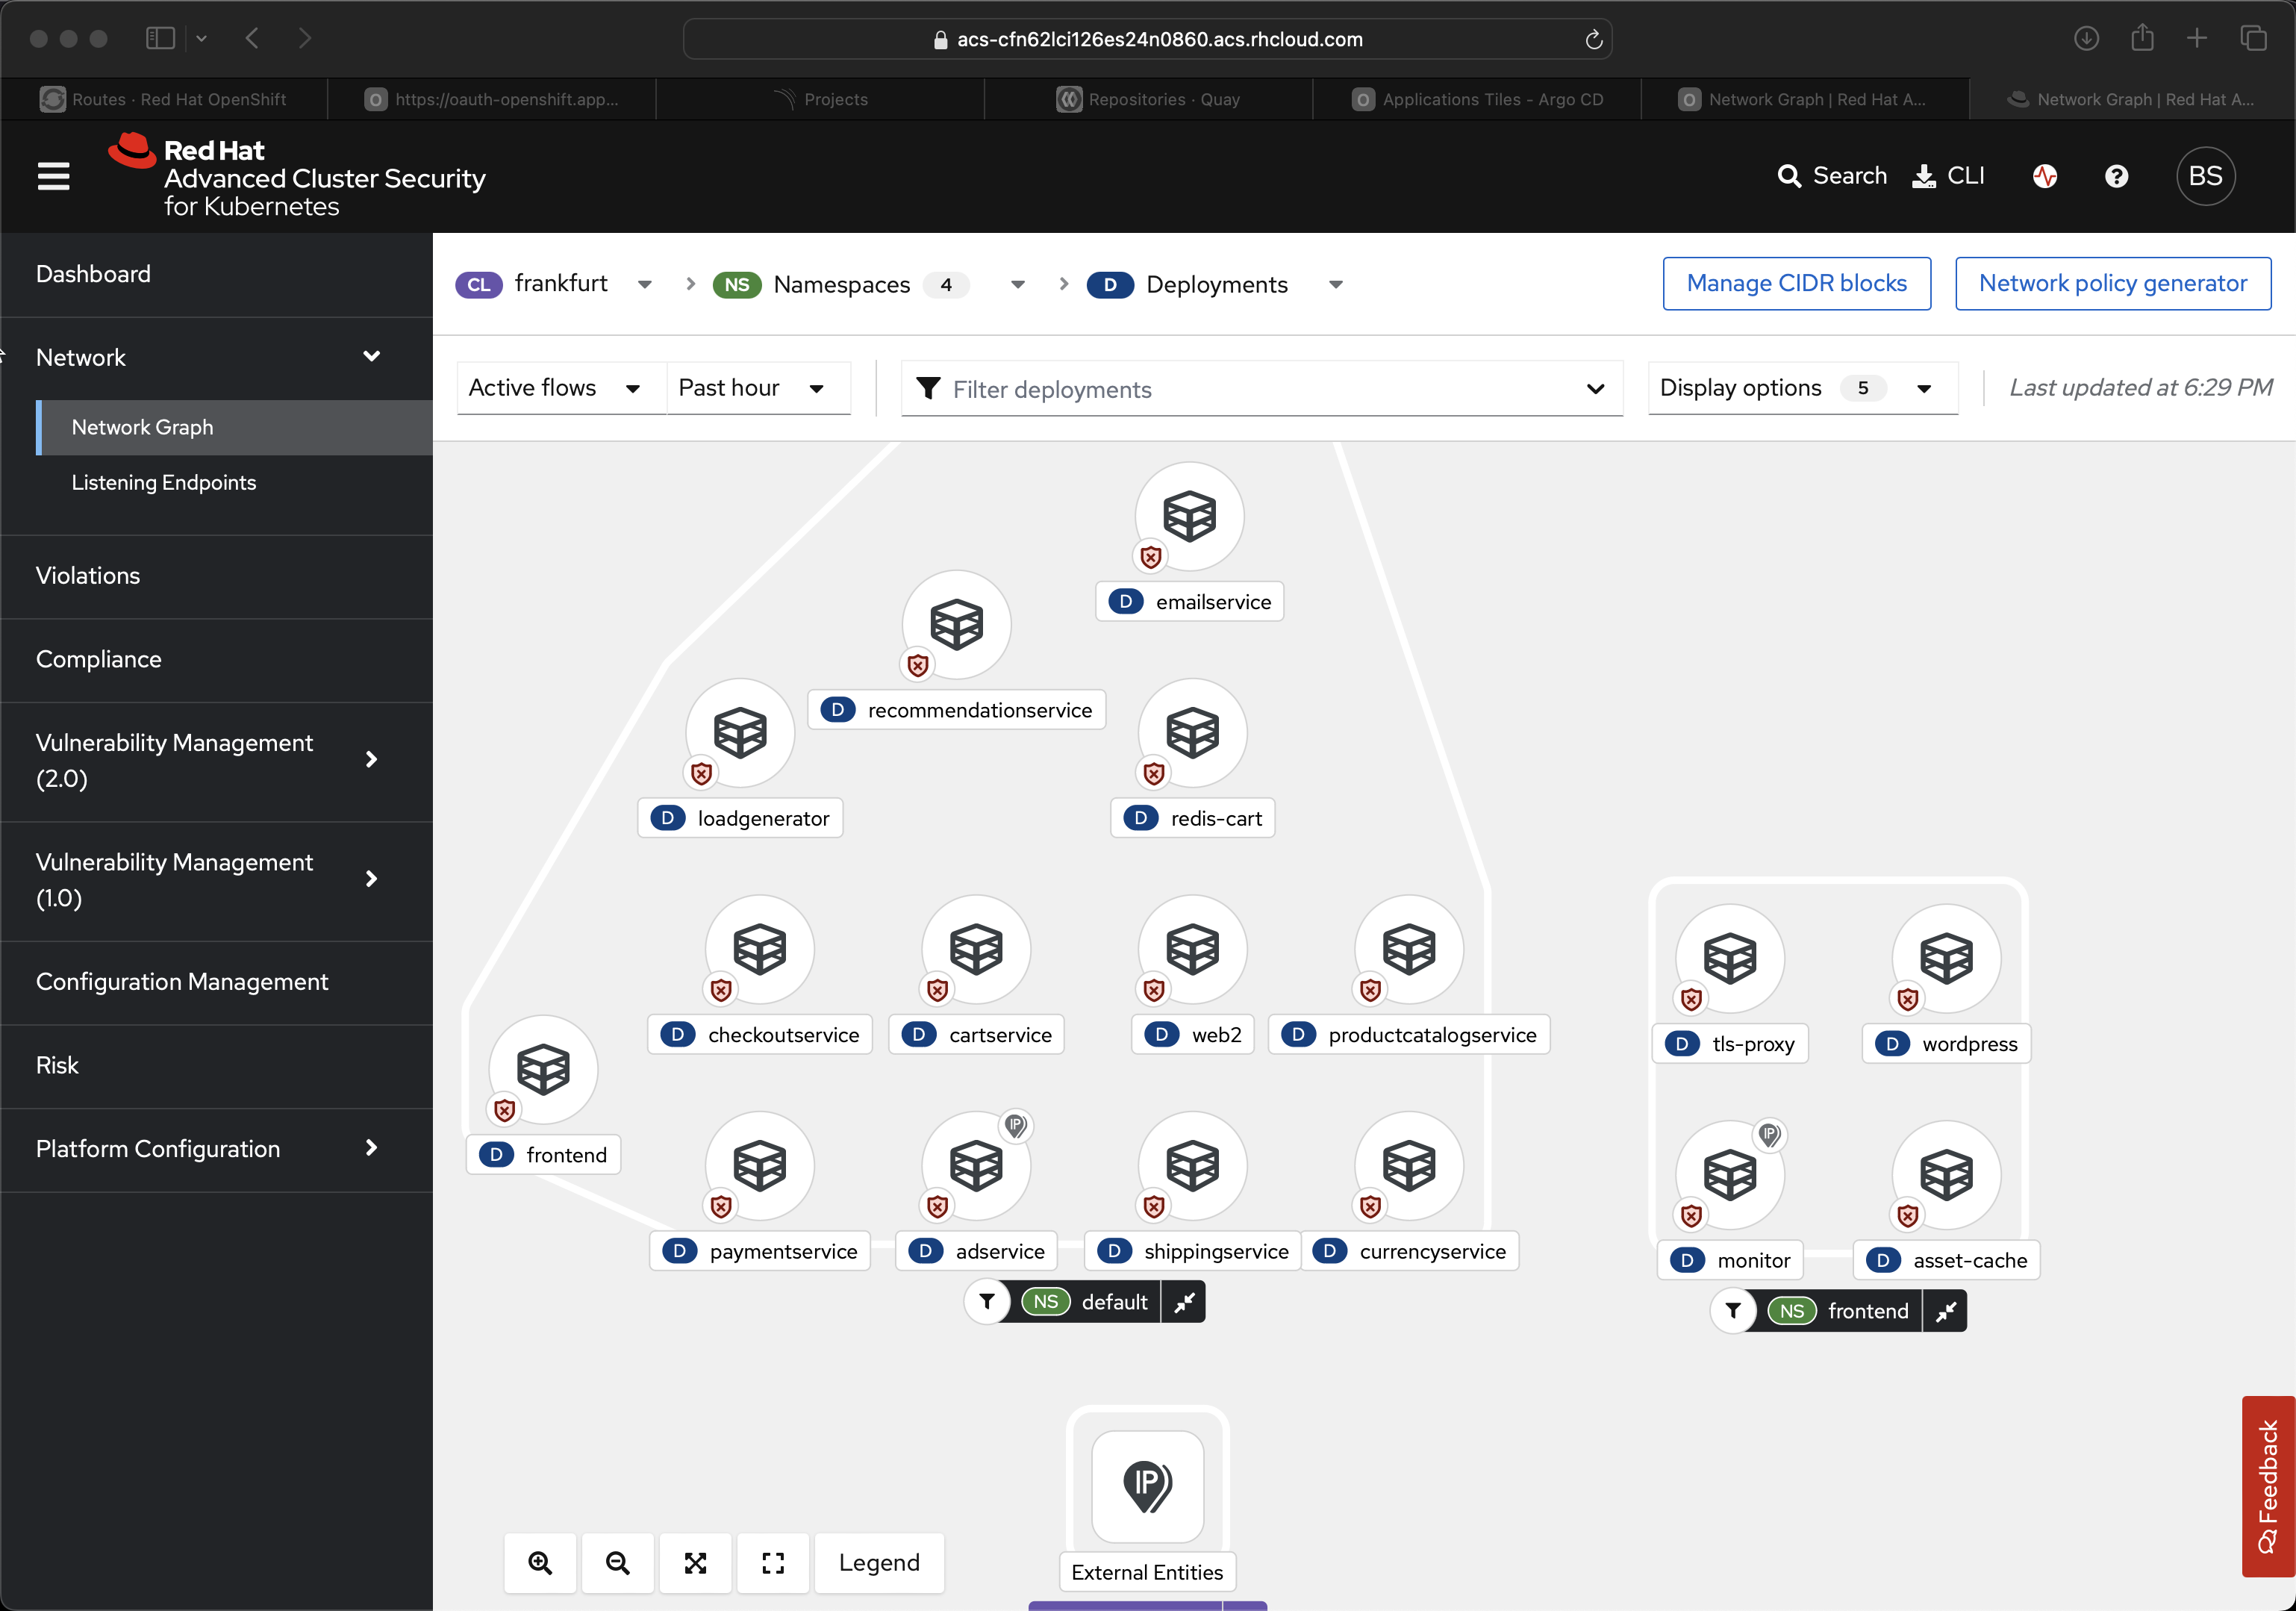 acs-cfn62lci126es24n0860.acs.rhcloud.com
Routes · Red Hat OpenShift
O https://oauth-openshift.app...
Projects
Repositories · Quay
O Applications Tiles - Argo CD
O Network Graph | Red Hat A...
Network Graph | Red Hat A...
Red Hat
Advanced Cluster Security
for Kubernetes
Search
CLI
BS
Dashboard
Network
Network Graph
Listening Endpoints
Violations
Compliance
Vulnerability Management
(2.0)
Vulnerability Management
(1.0)
Configuration Management
Risk
Platform Configuration
CL frankfurt
NS Namespaces 4
D Deployments
Manage CIDR blocks
Network policy generator
Active flows
Past hour
Filter deployments
Display options 5
Last updated at 6:29 PM
D emailservice
D recommendationservice
D loadgenerator
D redis-cart
D checkoutservice
D cartservice
D web2
D productcatalogservice
D tls-proxy
D wordpress
D frontend
IP
IP
D paymentservice
D adservice
D shippingservice
D currencyservice
D monitor
D asset-cache
NS default
NS frontend
IP
External Entities
Legend
Feedback